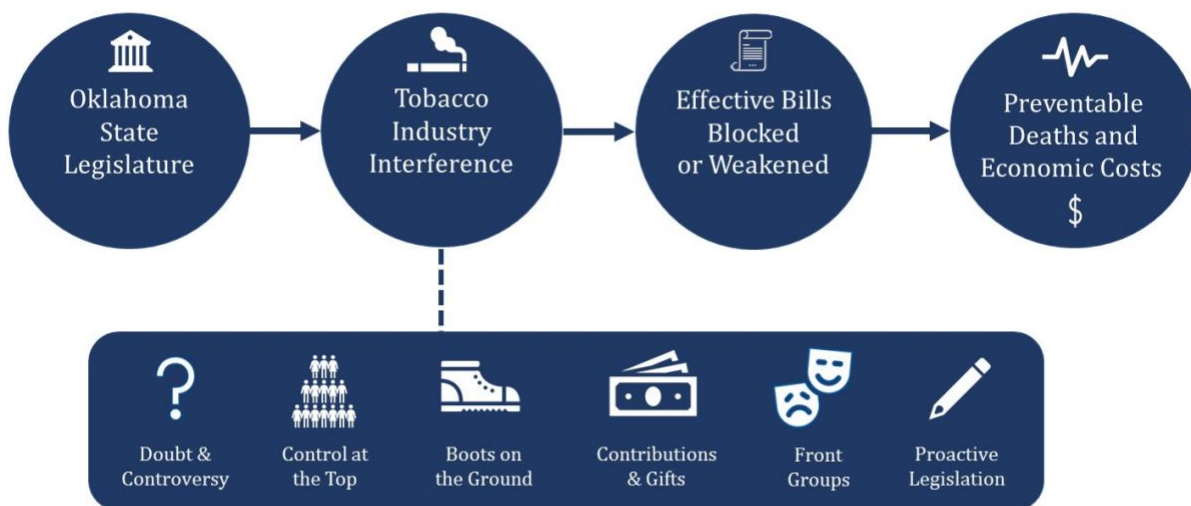 Oklahoma
State
Legislature
Tobacco
Industry
Interference
Effective Bills
Blocked
or Weakened
Preventable
Deaths and
Economic Costs
$
?
Doubt &
Controversy
Control at
the Top
Boots on
the Ground
Contributions
& Gifts
Front
Groups
Proactive
Legislation